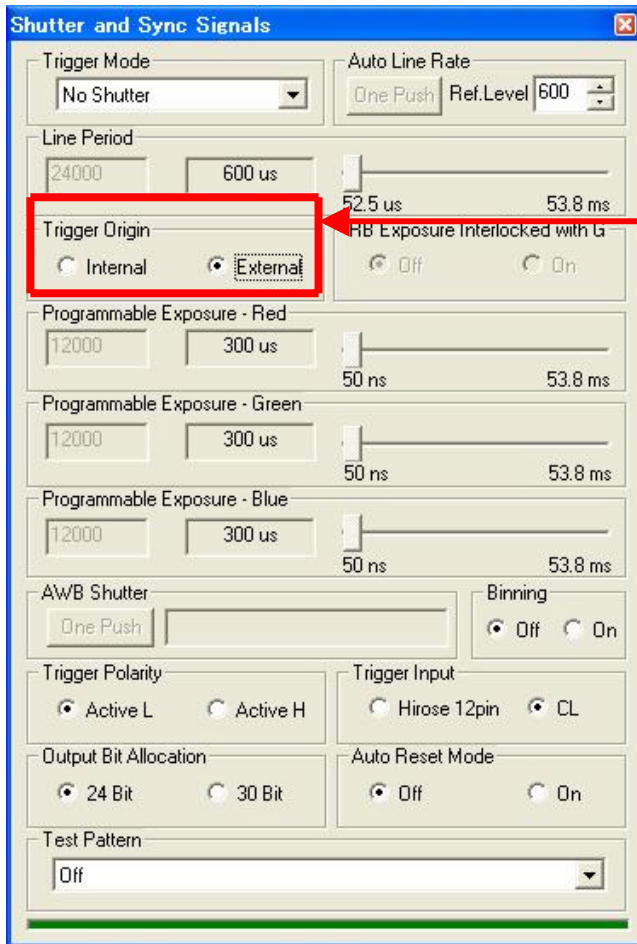 Shutter and Sync Signals
Trigger Mode
No Shutter
Auto Line Rate
One Push Ref.Level 600
Line Period
24000 600 us
52.5 us 53.8 ms
Trigger Origin
Internal External
RB Exposure Interlocked with G
Off On
Programmable Exposure - Red
12000 300 us
50 ns 53.8 ms
Programmable Exposure - Green
12000 300 us
50 ns 53.8 ms
Programmable Exposure - Blue
12000 300 us
50 ns 53.8 ms
AWB Shutter
One Push
Binning
Off On
Trigger Polarity
Active L Active H
Trigger Input
Hirose 12pin CL
Output Bit Allocation
24 Bit 30 Bit
Auto Reset Mode
Off On
Test Pattern
Off